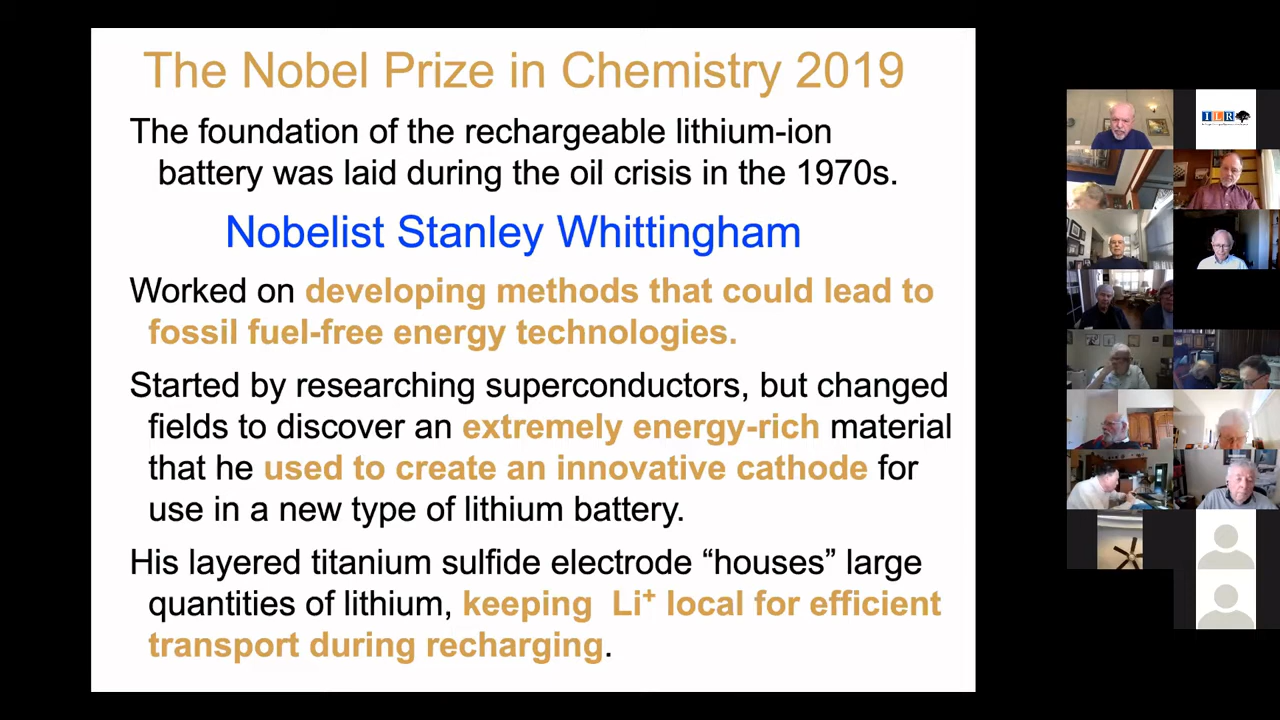 The Nobel Prize in Chemistry 2019
The foundation of the rechargeable lithium-ion
battery was laid during the oil crisis in the 1970s.
Nobelist Stanley Whittingham
Worked on developing methods that could lead to
fossil fuel-free energy technologies.
Started by researching superconductors, but changed
fields to discover an extremely energy-rich material
that he used to create an innovative cathode for
use in a new type of lithium battery.
His layered titanium sulfide electrode “houses” large
quantities of lithium, keeping Li⁺ local for efficient
transport during recharging.
ILR